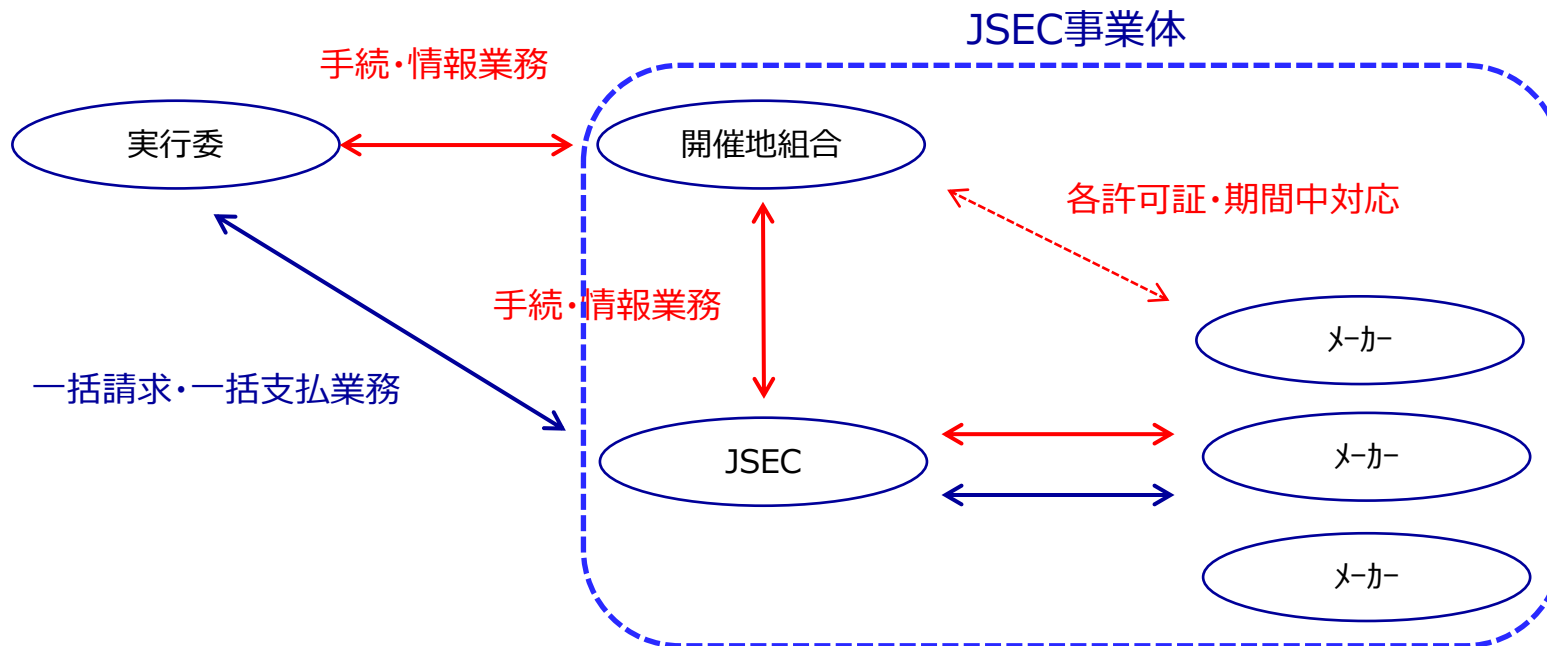 JSEC事業体
手続・情報業務
実行委
開催地組合
各許可証・期間中対応
手続・情報業務
ﾒｰｶｰ
一括請求・一括支払業務
JSEC
ﾒｰｶｰ
ﾒｰｶｰ